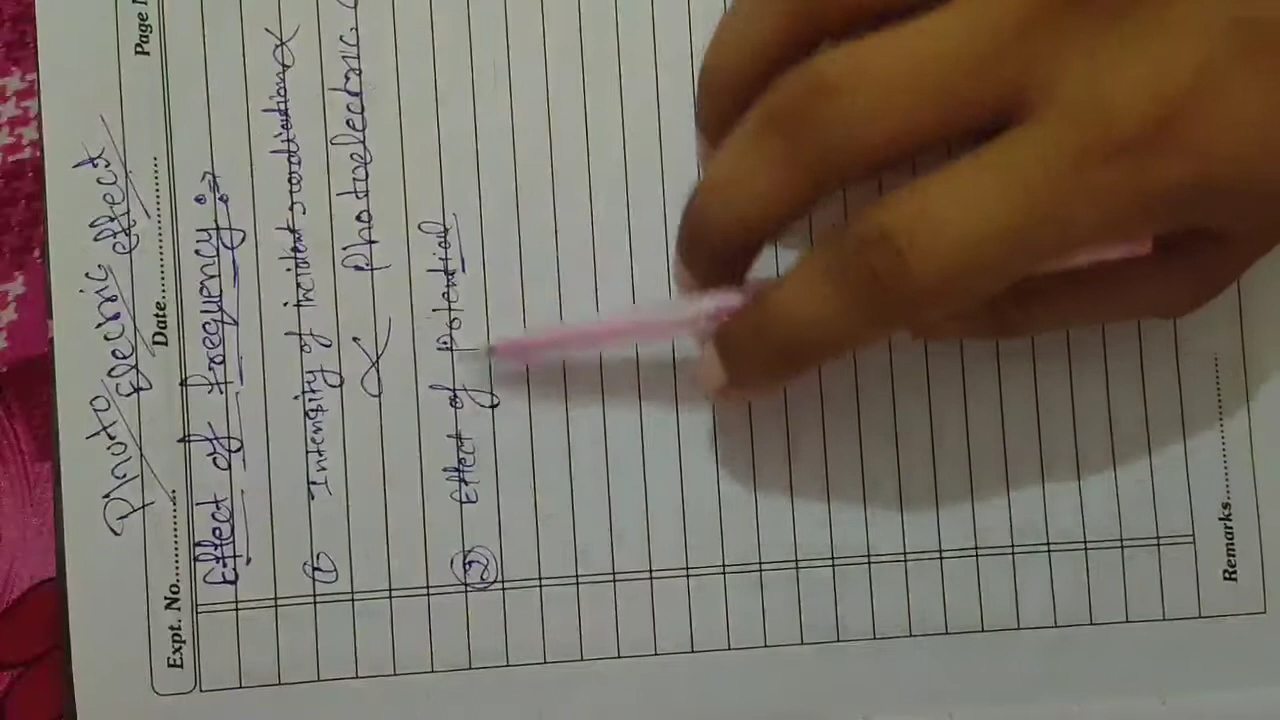 Photo Electric effect
Expt. No.
Date
Page
Effect of frequency :⇒
① Intensity of incident radiation ∝
∝ Photoelectric.
② Effect of Potential
Remarks